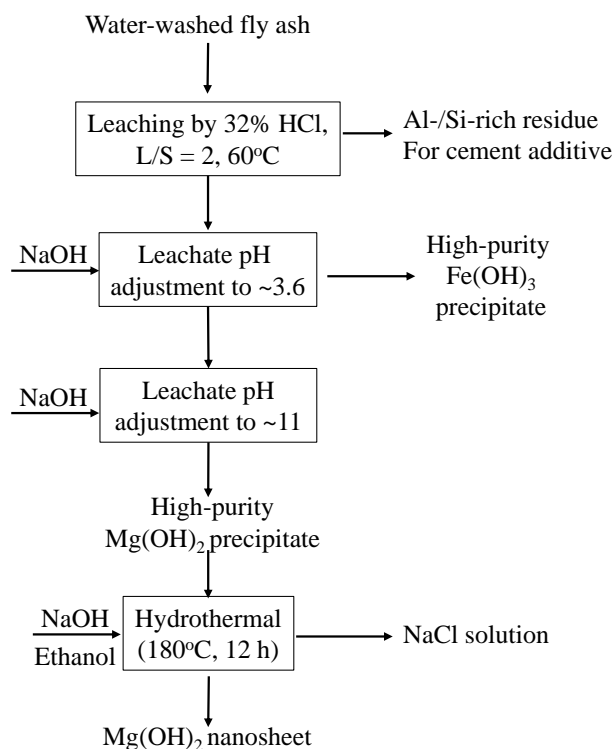 Water-washed fly ash
Leaching by 32% HCl,
L/S = 2, 60°C
Al-/Si-rich residue
For cement additive
NaOH
Leachate pH
adjustment to ~3.6
High-purity
Fe(OH)₃
precipitate
NaOH
Leachate pH
adjustment to ~11
High-purity
Mg(OH)₂ precipitate
NaOH
Ethanol
Hydrothermal
(180°C, 12 h)
NaCl solution
Mg(OH)₂ nanosheet